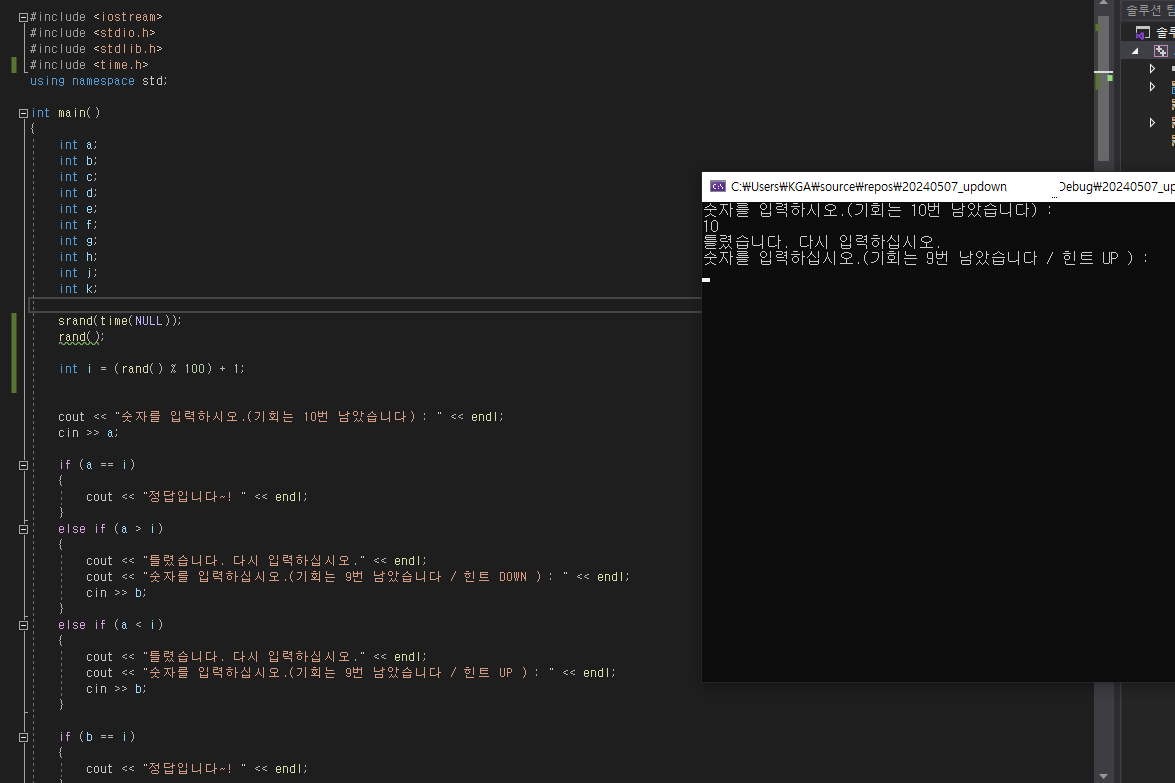 #include <iostream>
#include <stdio.h>
#include <stdlib.h>
#include <time.h>
using namespace std;
int main()
{
int a;
int b;
int c;
int d;
int e;
int f;
int g;
int h;
int j;
int k;
srand(time(NULL));
rand();
int i = (rand() % 100) + 1;
cout << "숫자를 입력하시오.(기회는 10번 남았습니다) : " << endl;
cin >> a;
if (a == i)
{
cout << "정답입니다~! " << endl;
}
else if (a > i)
{
cout << "틀렸습니다. 다시 입력하십시오." << endl;
cout << "숫자를 입력하십시오.(기회는 9번 남았습니다 / 힌트 DOWN ) : " << endl;
cin >> b;
}
else if (a < i)
{
cout << "틀렸습니다. 다시 입력하십시오." << endl;
cout << "숫자를 입력하십시오.(기회는 9번 남았습니다 / 힌트 UP ) : " << endl;
cin >> b;
}
if (b == i)
{
cout << "정답입니다~! " << endl;
C:\Users\KGA\source\repos\20240507_updown Debug\20240507_up
숫자를 입력하시오.(기회는 10번 남았습니다) :
10
틀렸습니다. 다시 입력하십시오.
숫자를 입력하십시오.(기회는 9번 남았습니다 / 힌트 UP ) :
솔루션 탐
솔루